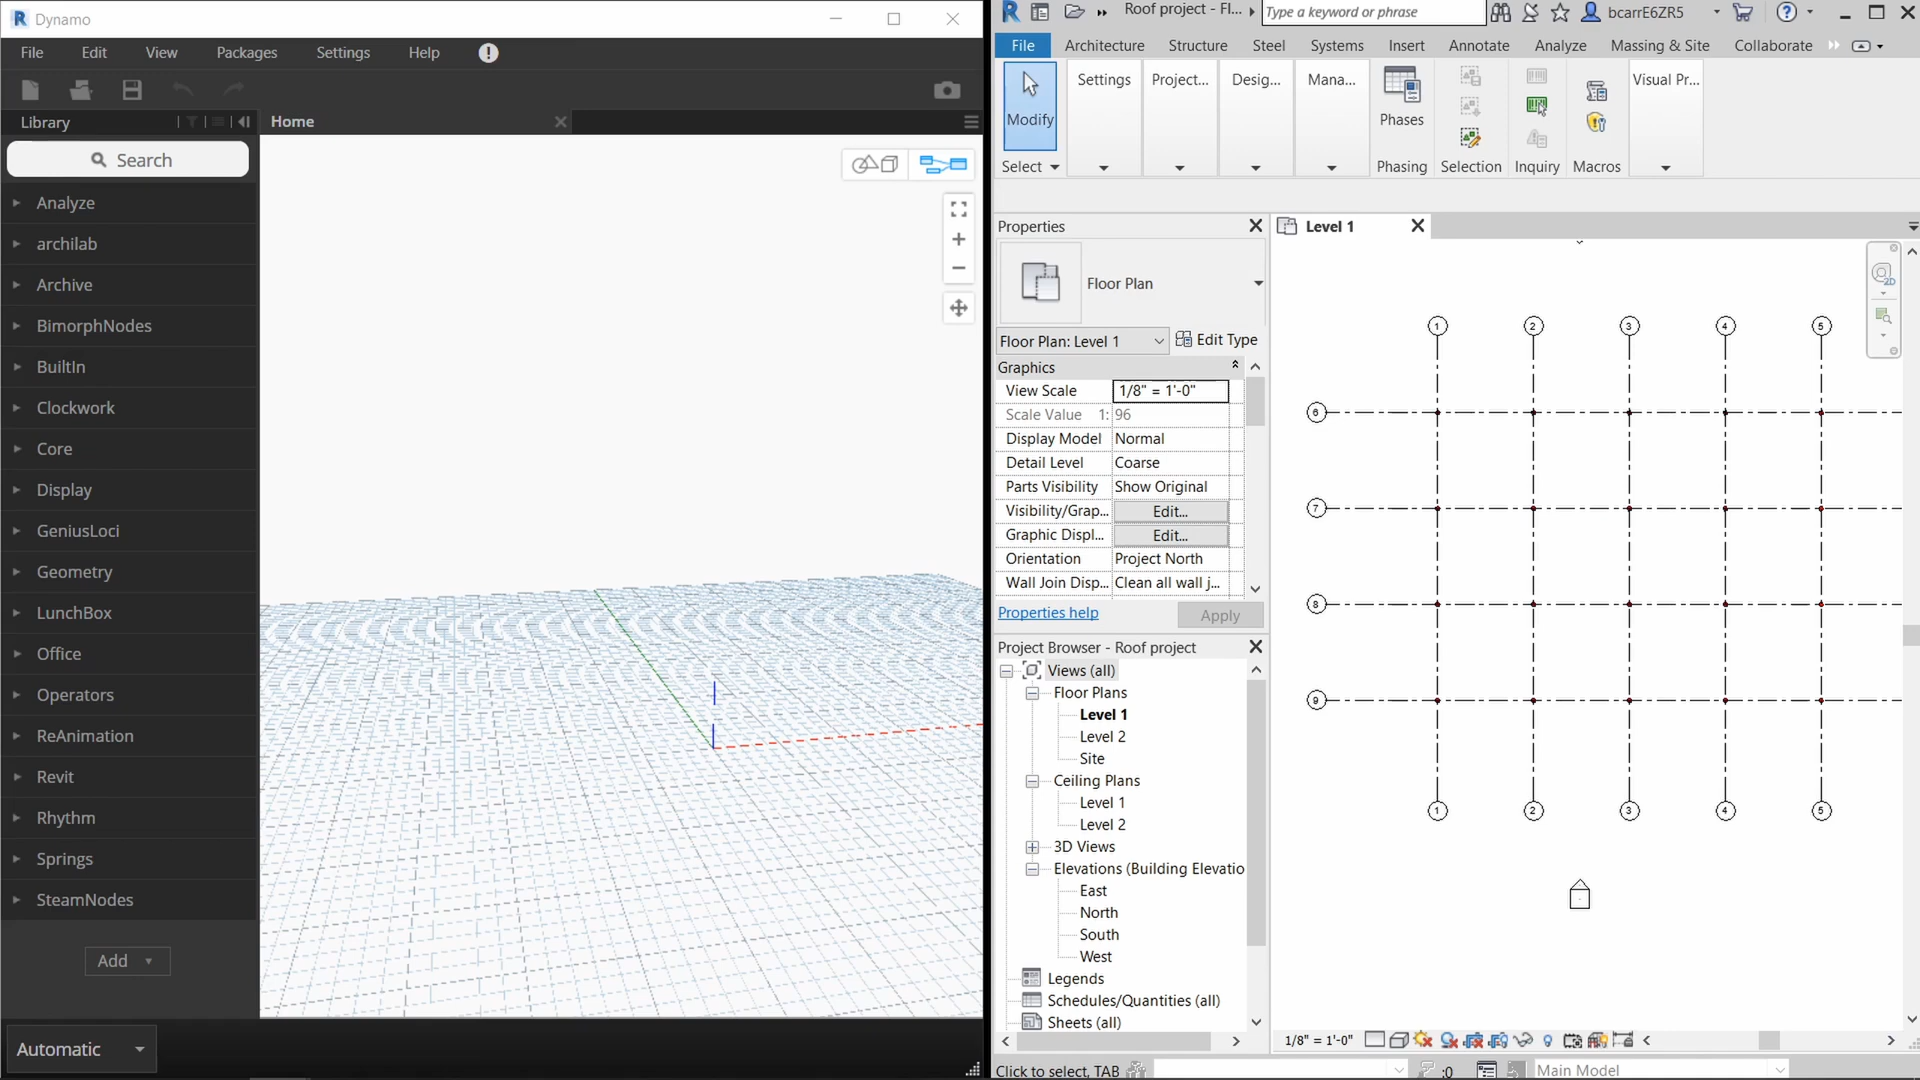 Dynamo
File Edit View Packages Settings Help
Library
Home
Search
Analyze
archilab
Archive
BimorphNodes
BuiltIn
Clockwork
Core
Display
GeniusLoci
Geometry
LunchBox
Office
Operators
ReAnimation
Revit
Rhythm
Springs
SteamNodes
Add
Automatic
R Roof project - Fl... Type a keyword or phrase bcarrE6ZR5
File Architecture Structure Steel Systems Insert Annotate Analyze Massing & Site Collaborate
Modify Settings Project... Desig... Mana... Phases Visual Pr...
Select Phasing Selection Inquiry Macros
Properties
Floor Plan
Floor Plan: Level 1 Edit Type
Graphics
View Scale 1/8" = 1'-0"
Scale Value 1: 96
Display Model Normal
Detail Level Coarse
Parts Visibility Show Original
Visibility/Grap... Edit...
Graphic Displ... Edit...
Orientation Project North
Wall Join Disp... Clean all wall j...
Properties help Apply
Project Browser - Roof project
Views (all)
Floor Plans
Level 1
Level 2
Site
Ceiling Plans
Level 1
Level 2
3D Views
Elevations (Building Elevatio
East
North
South
West
Legends
Schedules/Quantities (all)
Sheets (all)
Level 1
2D
1 2 3 4 5
6
7
8
9
1 2 3 4 5
1/8" = 1'-0"
Click to select, TAB :0 Main Model